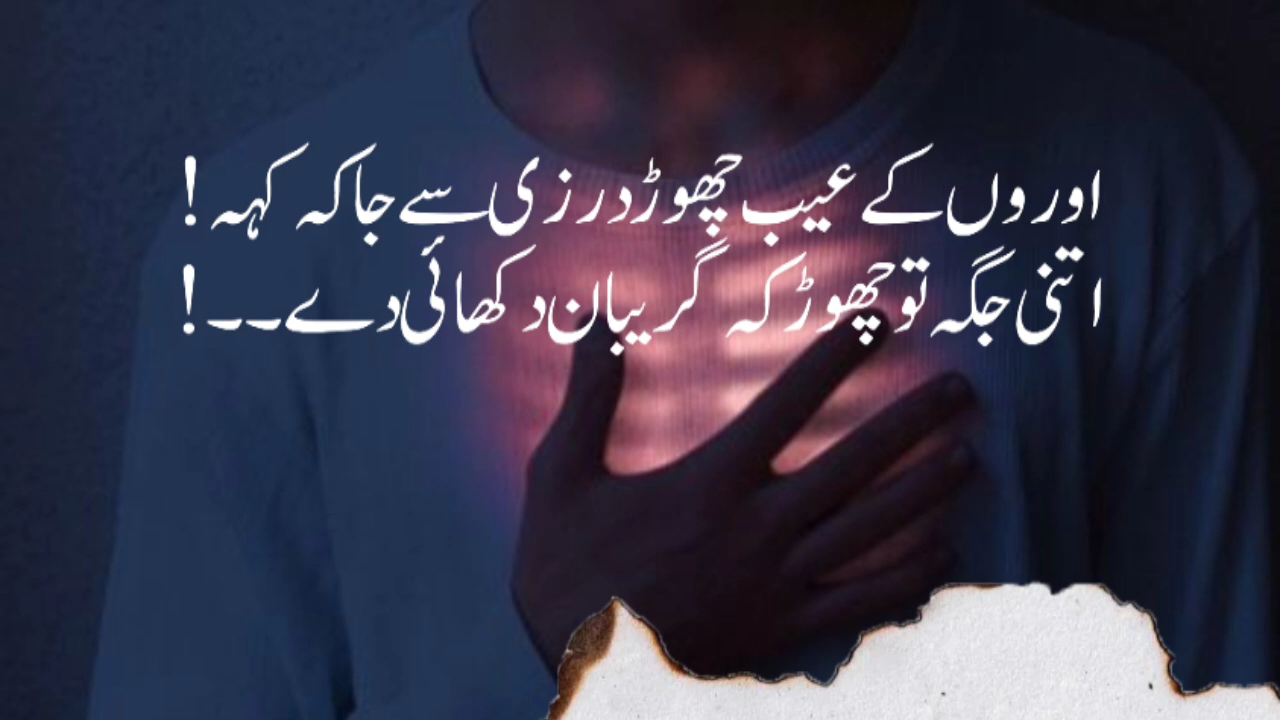 اوروں کے عیب چھوڑ درزی سے جا کہ کہہ !
اتنی جگہ تو چھوڑ کہ گریبان دکھائی دے۔۔!